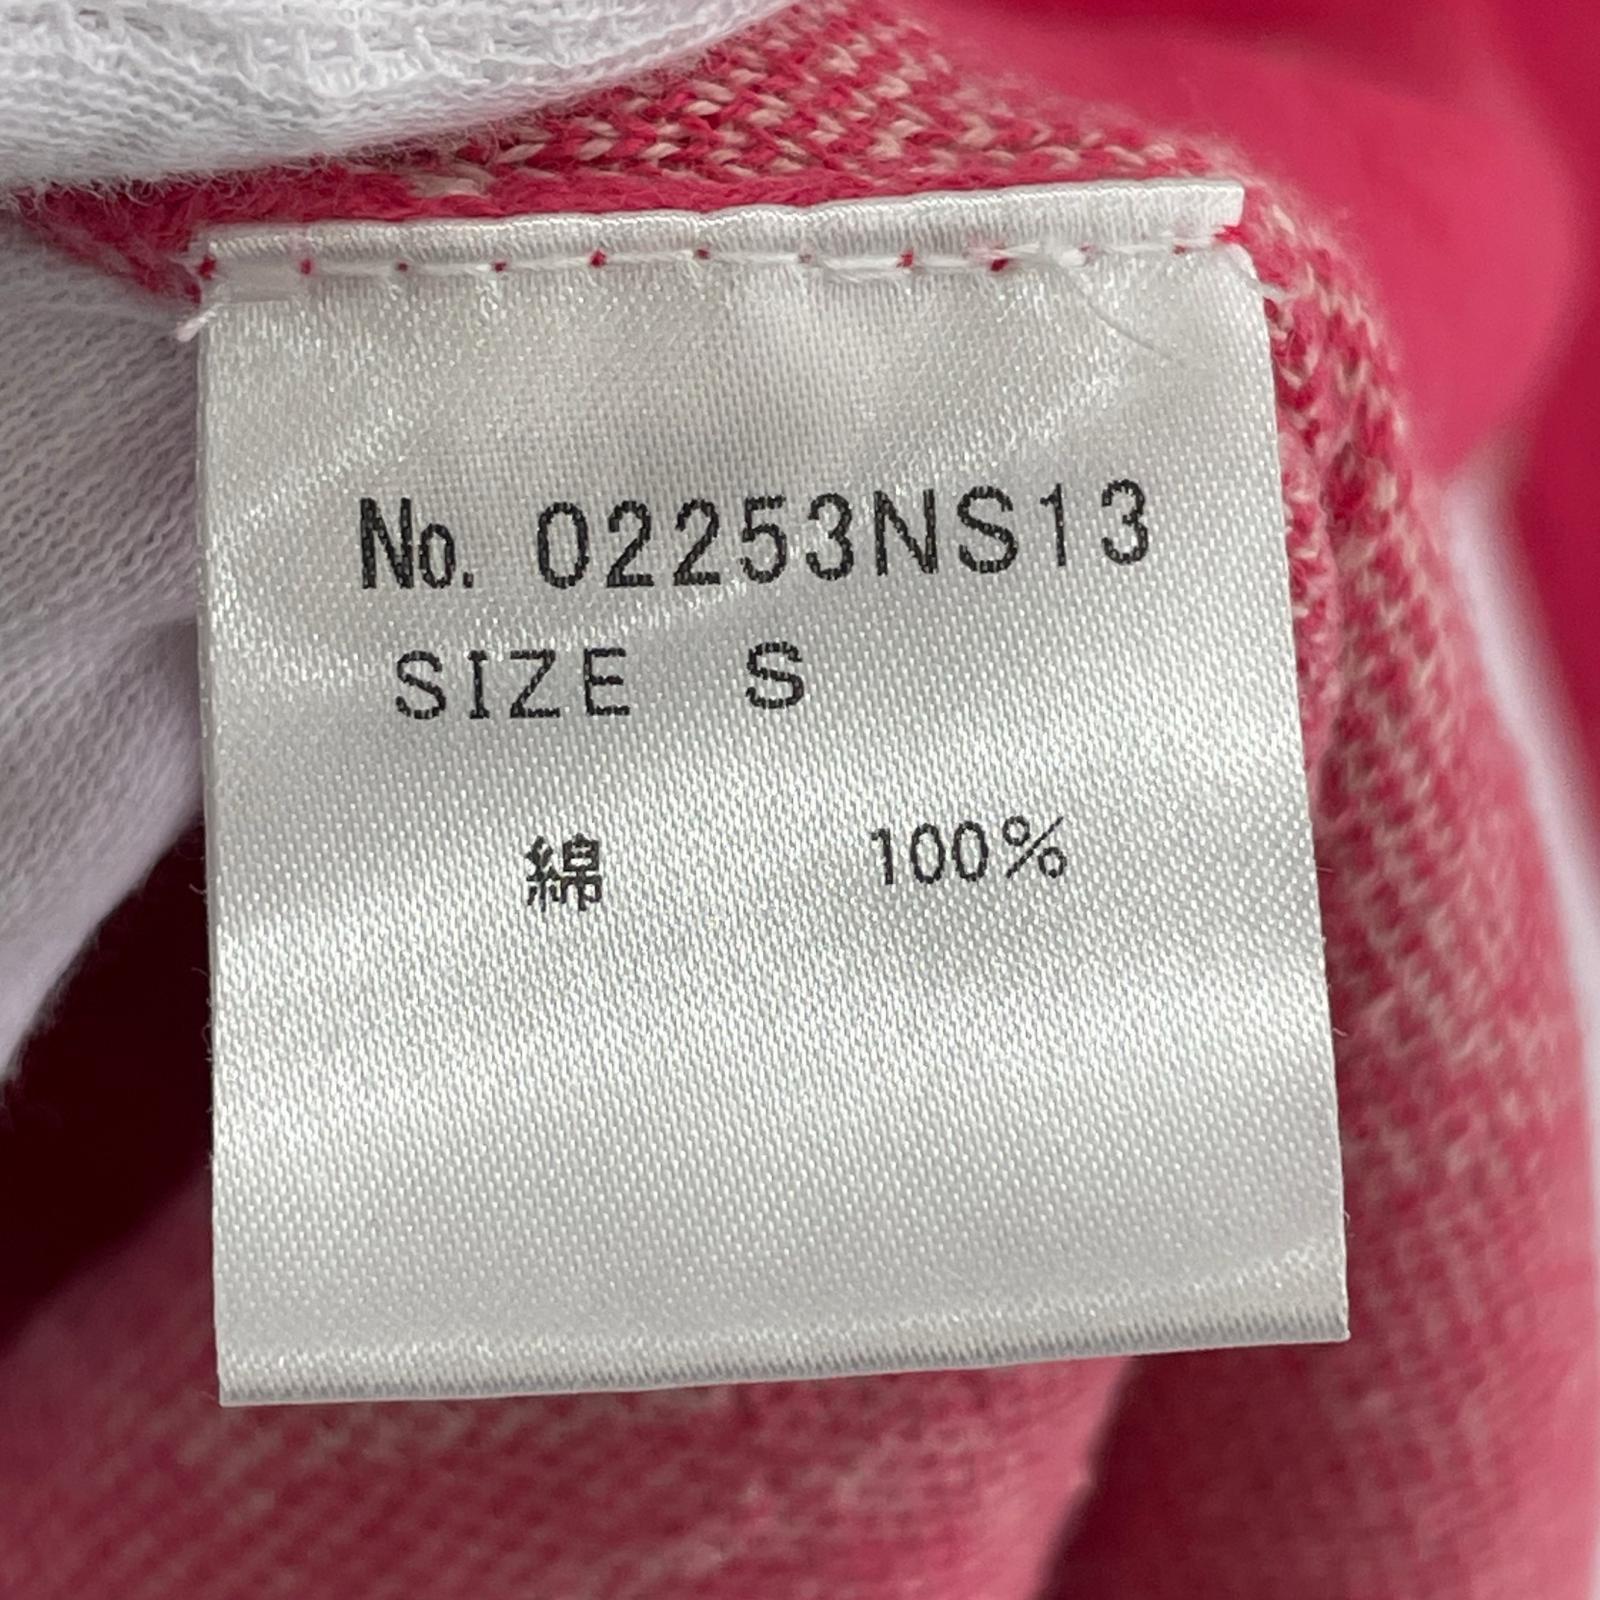 No. 02253NS13
SIZE S
綿 100%